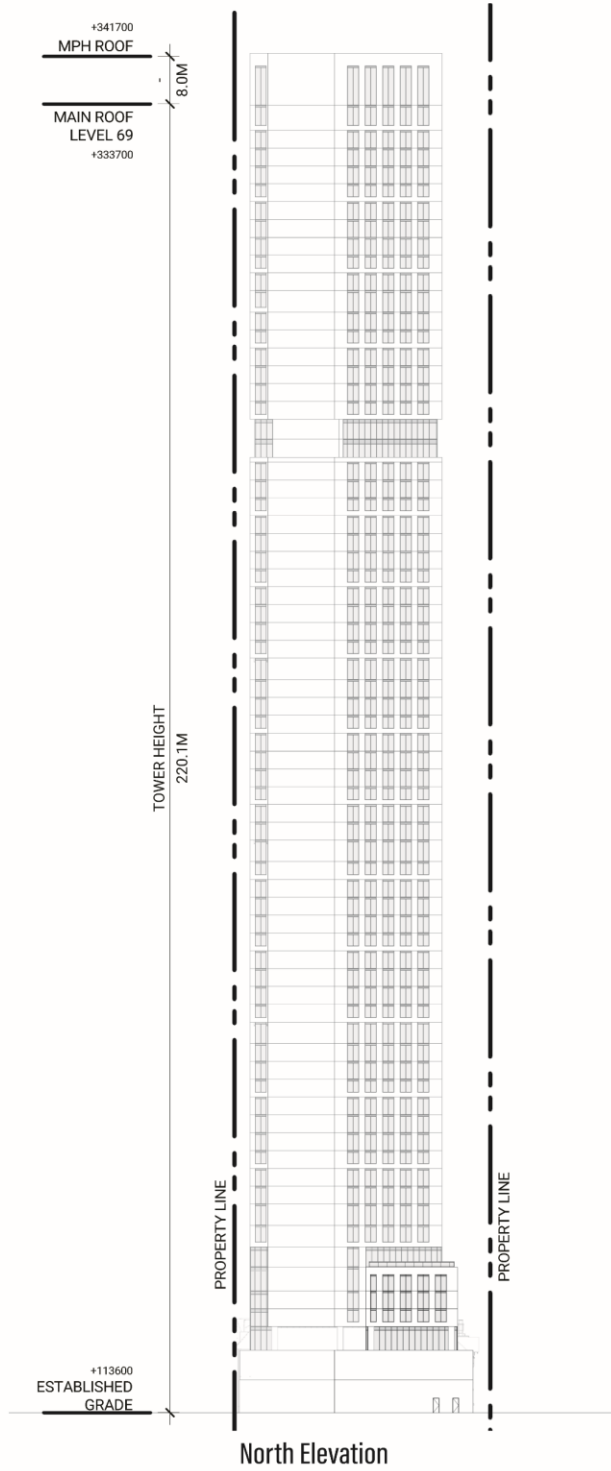 +341700
MPH ROOF
8.0M
MAIN ROOF
LEVEL 69
+333700
TOWER HEIGHT
220.1M
PROPERTY LINE
PROPERTY LINE
+113600
ESTABLISHED
GRADE
North Elevation